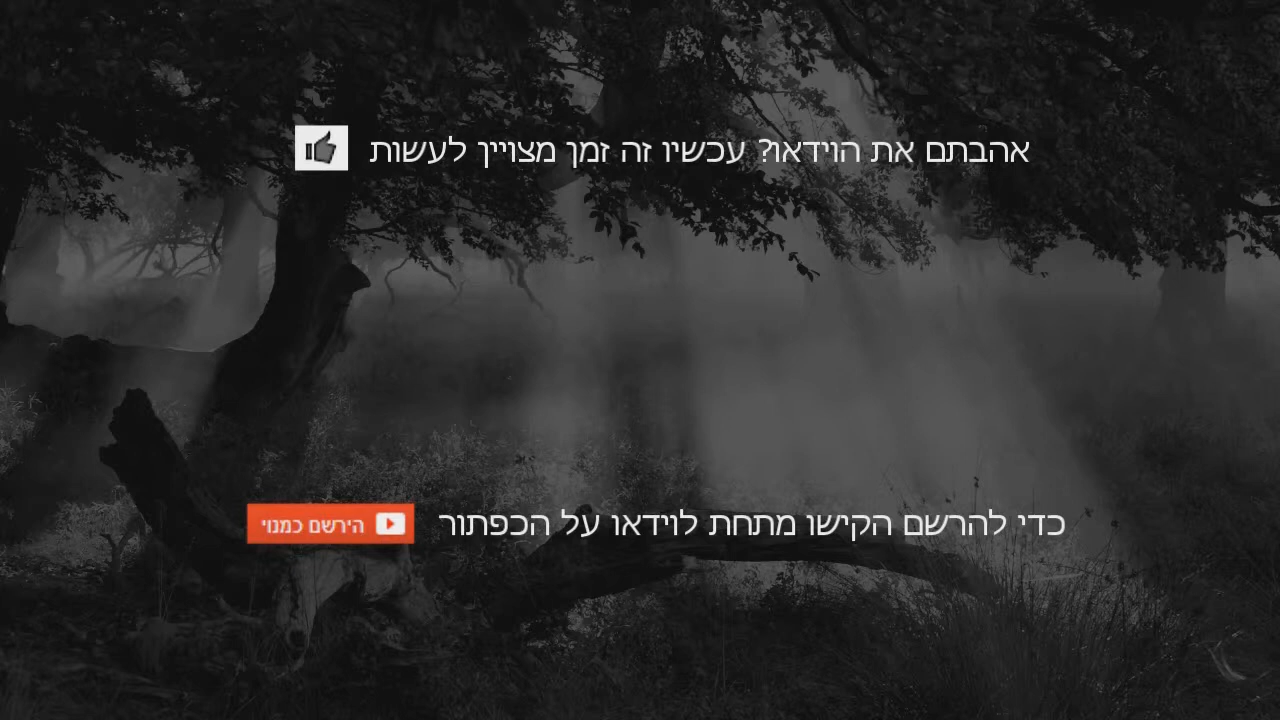 אהבתם את הוידאו? עכשיו זה זמן מצויין לעשות
כדי להרשם הקישו מתחת לוידאו על הכפתור
הירשם כמנוי